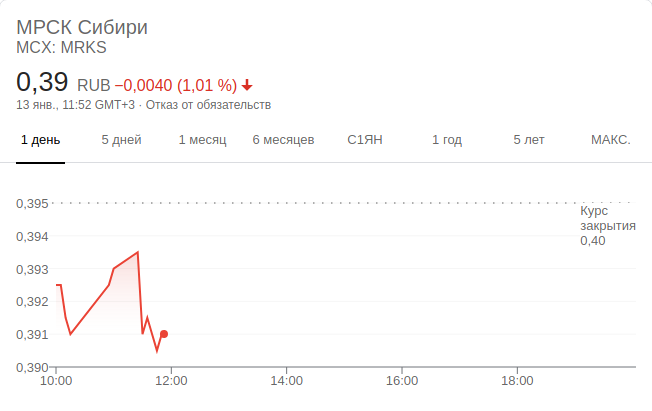 МРСК Сибири
MCX: MRKS
0,39 RUB −0,0040 (1,01 %)
13 янв., 11:52 GMT+3 · Отказ от обязательств
1 день 5 дней 1 месяц 6 месяцев С1ЯН 1 год 5 лет МАКС.
0,395
Курс
закрытия
0,40
0,394
0,393
0,392
0,391
0,390
10:00 12:00 14:00 16:00 18:00